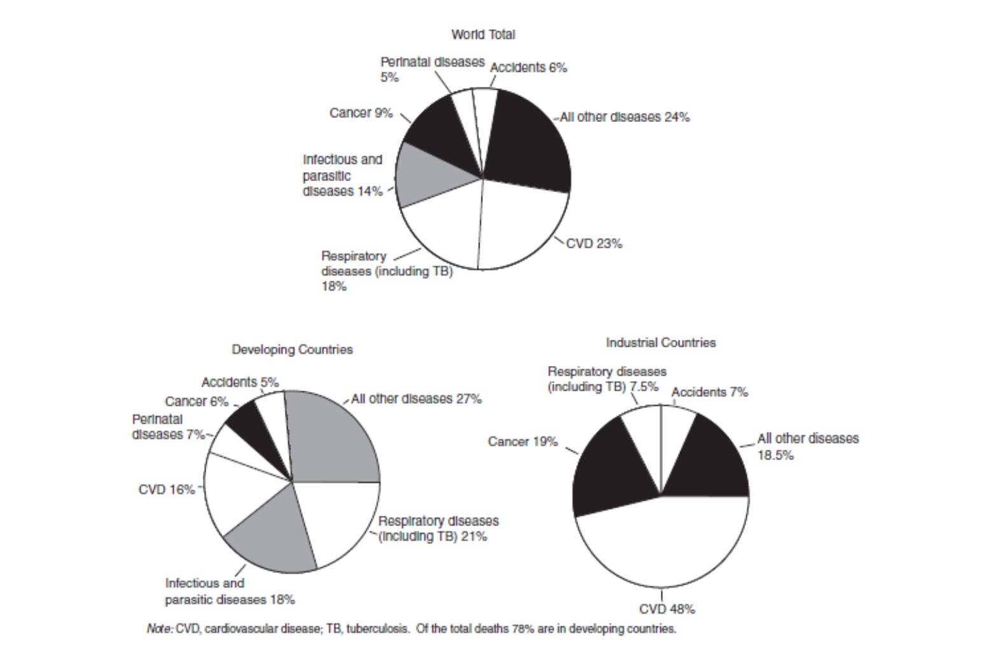 World Total
Perinatal diseases
5%
Accidents 6%
Cancer 9%
All other diseases 24%
Infectious and
parasitic
diseases 14%
CVD 23%
Respiratory
diseases (including TB)
18%
Developing Countries
Accidents 5%
Cancer 6%
All other diseases 27%
Perinatal
diseases 7%
CVD 16%
Respiratory diseases
(including TB) 21%
Infectious and
parasitic diseases 18%
Industrial Countries
Respiratory diseases
(including TB) 7.5%
Accidents 7%
Cancer 19%
All other diseases
18.5%
CVD 48%
Note: CVD, cardiovascular disease; TB, tuberculosis. Of the total deaths 78% are in developing countries.